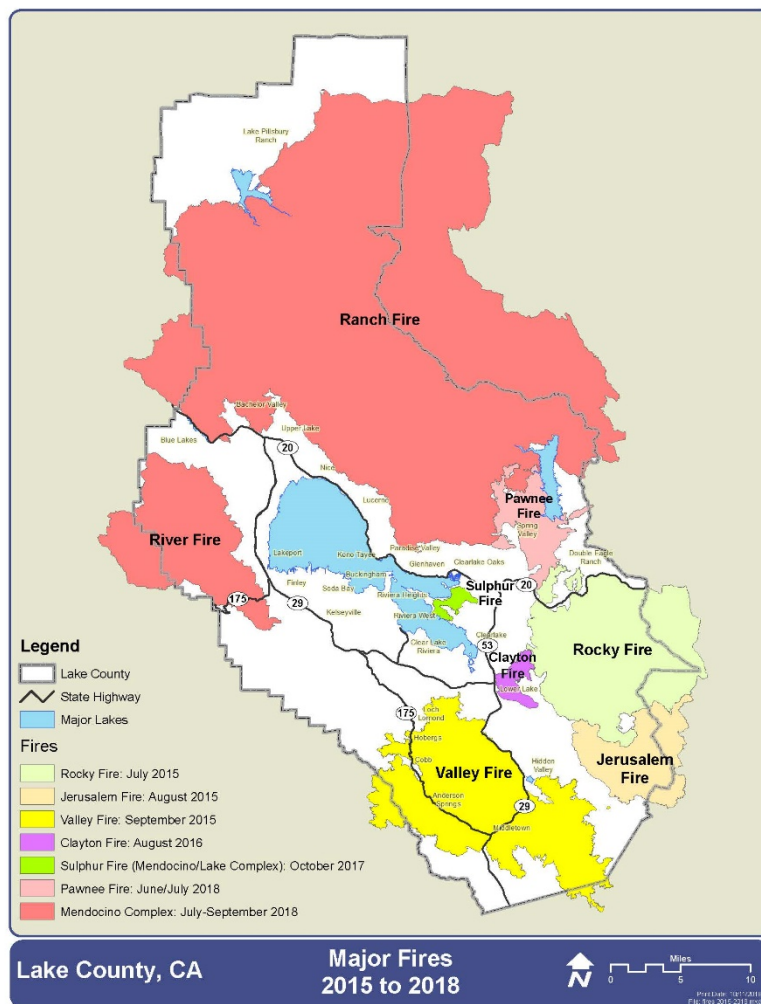 Lake Pillsbury
Ranch
Ranch Fire
Bachelor Valley
Upper Lake
Blue Lakes
20
Nice
Lucerne
Pawnee
Fire
Spring
Valley
River Fire
Paradise Valley
Double Eagle
Ranch
Lakeport
Kono Tayee
Glenhaven
Clearlake Oaks
Buckingham
Sulphur
Fire
20
Finley
Soda Bay
Riviera Heights
175
29
Kelseyville
Riviera West
Clearlake
53
Clear Lake
Riviera
Clayton
Fire
Rocky Fire
Lower Lake
175
Loch
Lomond
Hobergs
Cobb
Valley Fire
Hidden
Valley
Jerusalem
Fire
Anderson
Springs
29
Middletown
Legend
Lake County
State Highway
Major Lakes
Fires
Rocky Fire: July 2015
Jerusalem Fire: August 2015
Valley Fire: September 2015
Clayton Fire: August 2016
Sulphur Fire (Mendocino/Lake Complex): October 2017
Pawnee Fire: June/July 2018
Mendocino Complex: July-September 2018
Lake County, CA
Major Fires
2015 to 2018
N
Miles
0 5 10